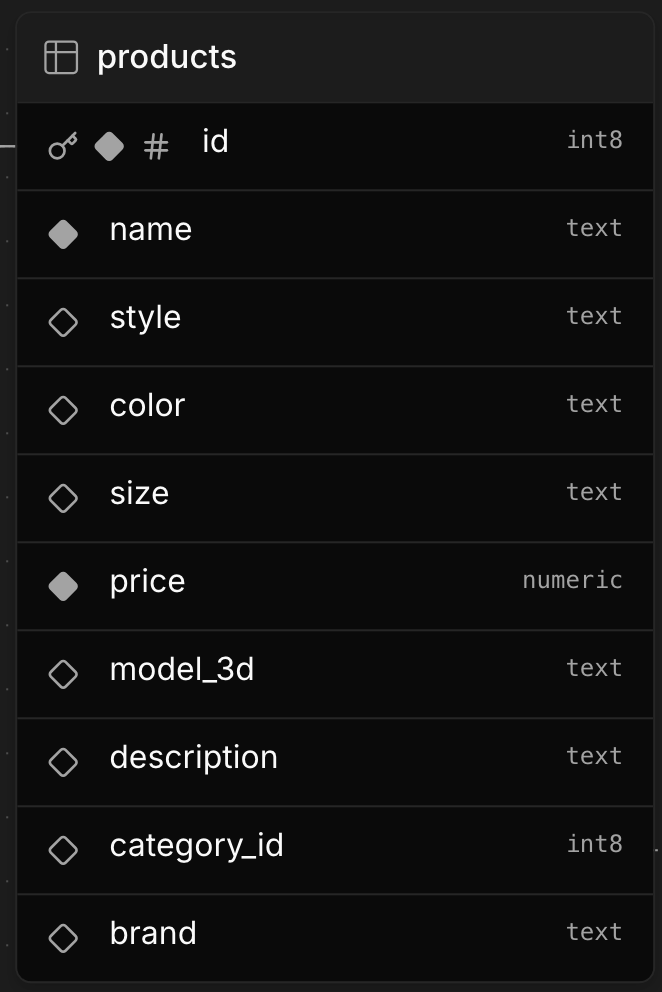 products
id int8
name text
style text
color text
size text
price numeric
model_3d text
description text
category_id int8
brand text